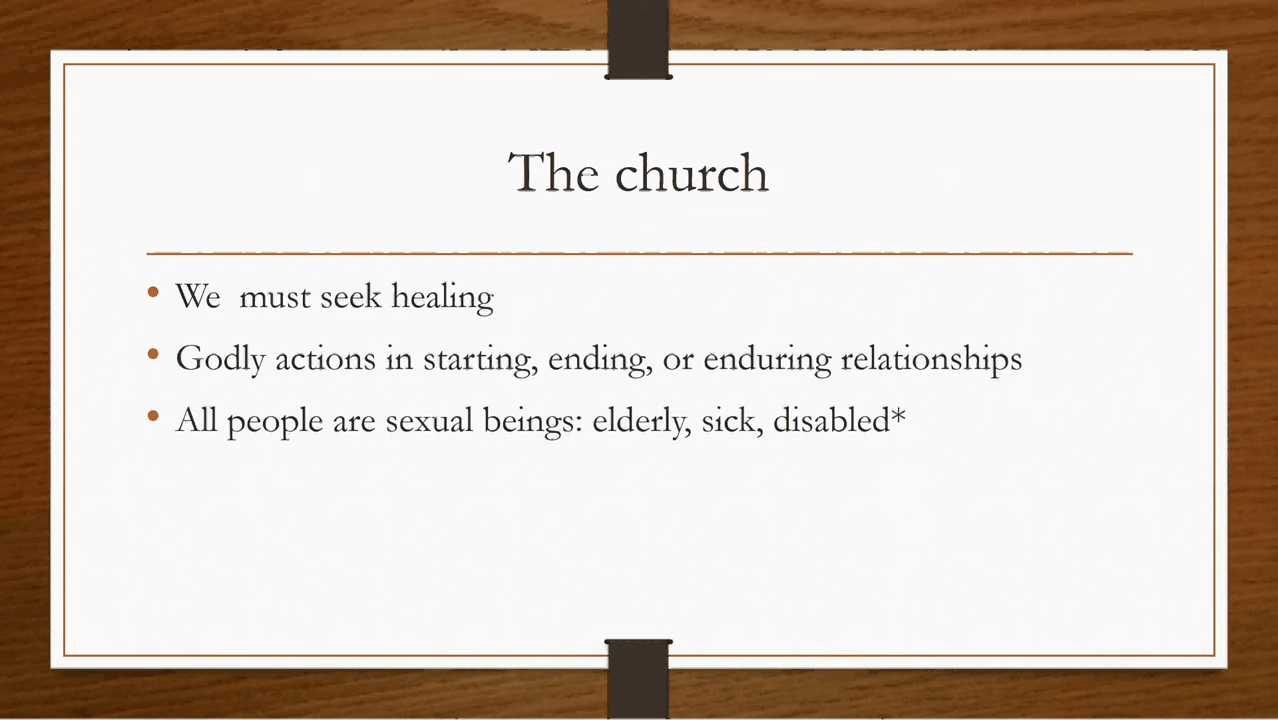 The church
• We  must seek healing
• Godly actions in starting, ending, or enduring relationships
• All people are sexual beings: elderly, sick, disabled*